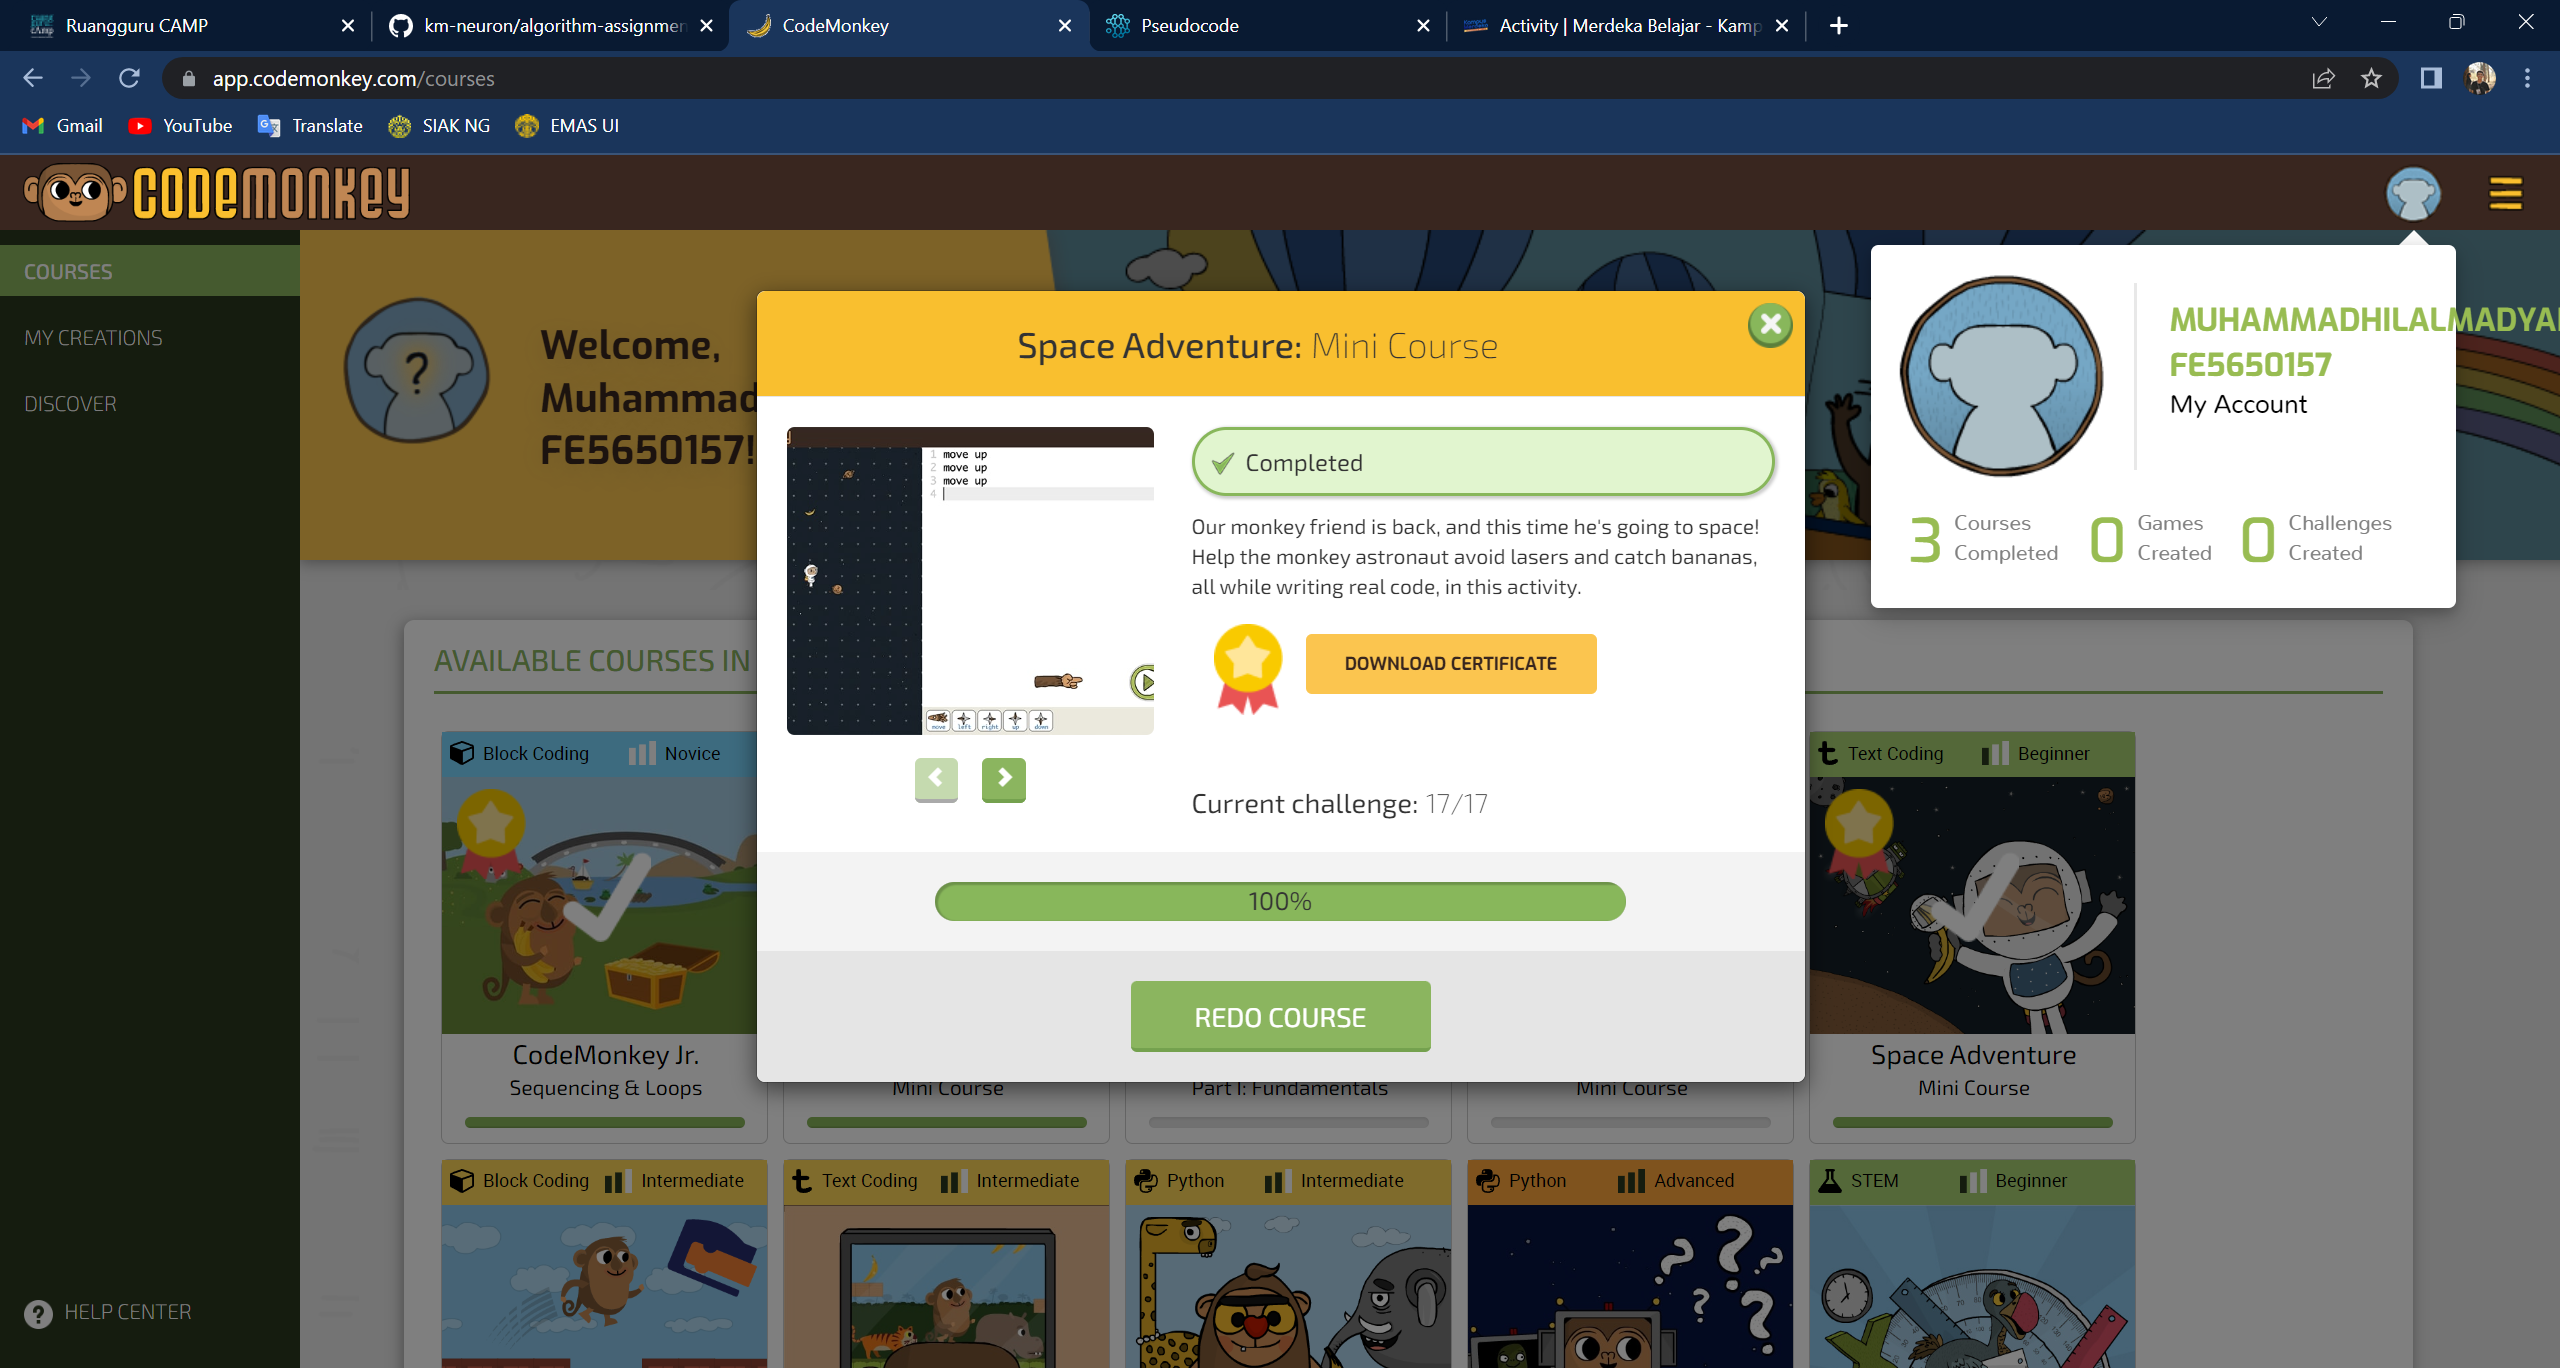 Ruangguru CAMP
km-neuron/algorithm-assignmen
CodeMonkey
Pseudocode
Activity | Merdeka Belajar - Kamp
app.codemonkey.com/courses
Gmail
YouTube
Translate
SIAK NG
EMAS UI
CODEMONKEY
COURSES
MY CREATIONS
DISCOVER
HELP CENTER
Welcome,
Muhammad
FE5650157!
MUHAMMADHILALMADYA
FE5650157
My Account
3 Courses Completed
0 Games Created
0 Challenges Created
Space Adventure: Mini Course
1 move up
2 move up
3 move up
4
move left right up down
Completed
Our monkey friend is back, and this time he's going to space!
Help the monkey astronaut avoid lasers and catch bananas,
all while writing real code, in this activity.
DOWNLOAD CERTIFICATE
Current challenge: 17/17
100%
REDO COURSE
AVAILABLE COURSES IN
Block Coding Novice
CodeMonkey Jr.
Sequencing & Loops
Mini Course
Part I: Fundamentals
Mini Course
Text Coding Beginner
Space Adventure
Mini Course
Block Coding Intermediate
Text Coding Intermediate
Python Intermediate
Python Advanced
STEM Beginner